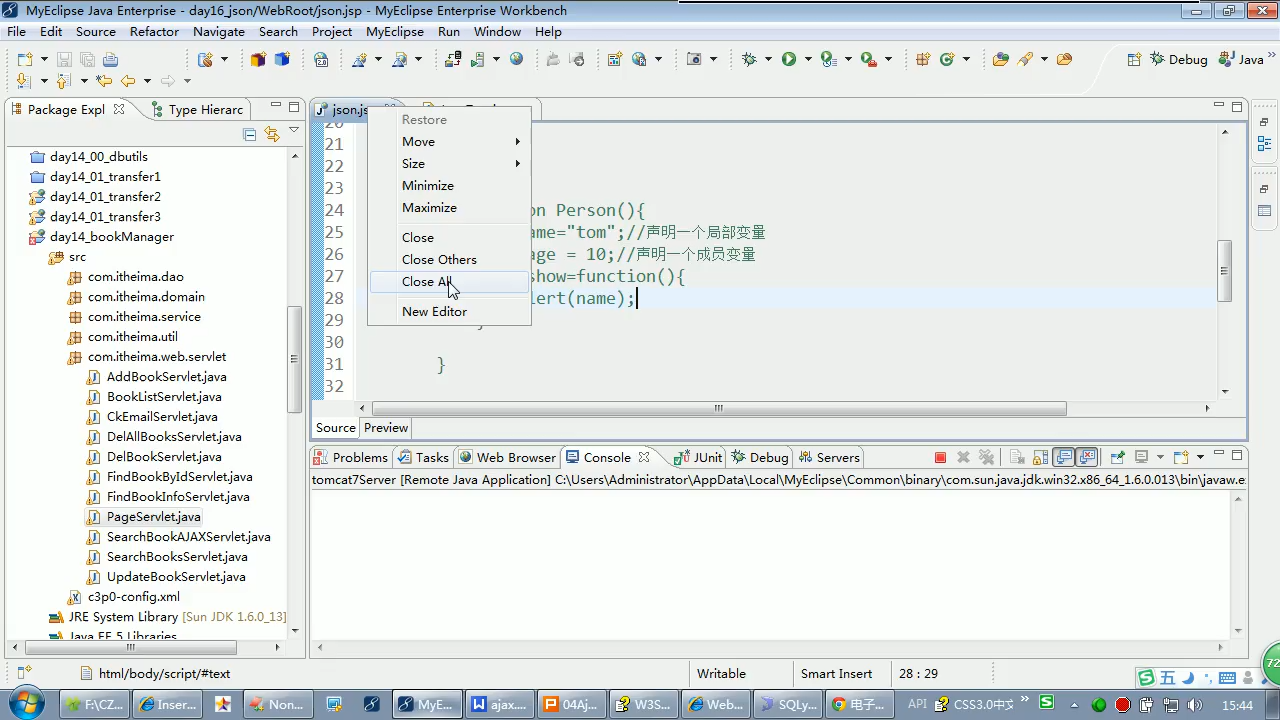 MyEclipse Java Enterprise - day16_json/WebRoot/json.jsp - MyEclipse Enterprise Workbench
File Edit Source Refactor Navigate Search Project MyEclipse Run Window Help
Debug Java
Package Expl Type Hierarc
json.js
Restore
Move
Size
Minimize
Maximize
Close
Close Others
Close All
New Editor
day14_00_dbutils
day14_01_transfer1
day14_01_transfer2
day14_01_transfer3
day14_bookManager
src
com.itheima.dao
com.itheima.domain
com.itheima.service
com.itheima.util
com.itheima.web.servlet
AddBookServlet.java
BookListServlet.java
CkEmailServlet.java
DelAllBooksServlet.java
DelBookServlet.java
FindBookByIdServlet.java
FindBookInfoServlet.java
PageServlet.java
SearchBookAJAXServlet.java
SearchBooksServlet.java
UpdateBookServlet.java
c3p0-config.xml
JRE System Library [Sun JDK 1.6.0_13]
Java EE 5 Libraries
20
21
22
23
24 on Person(){
25 name="tom";//声明一个局部变量
26 age = 10;//声明一个成员变量
27 show=function(){
28 lert(name);
29
30
31 }
32
Source Preview
Problems Tasks Web Browser Console JUnit Debug Servers
tomcat7Server [Remote Java Application] C:\Users\Administrator\AppData\Local\MyEclipse\Common\binary\com.sun.java.jdk.win32.x86_64_1.6.0.013\bin\javaw.e
html/body/script/#text Writable Smart Insert 28 : 29
72
五
F:\CZ... Inser... Non... MyE... ajax.... 04Aj... W3S... Web... SQLy... 电子... API CSS3.0中 15:44